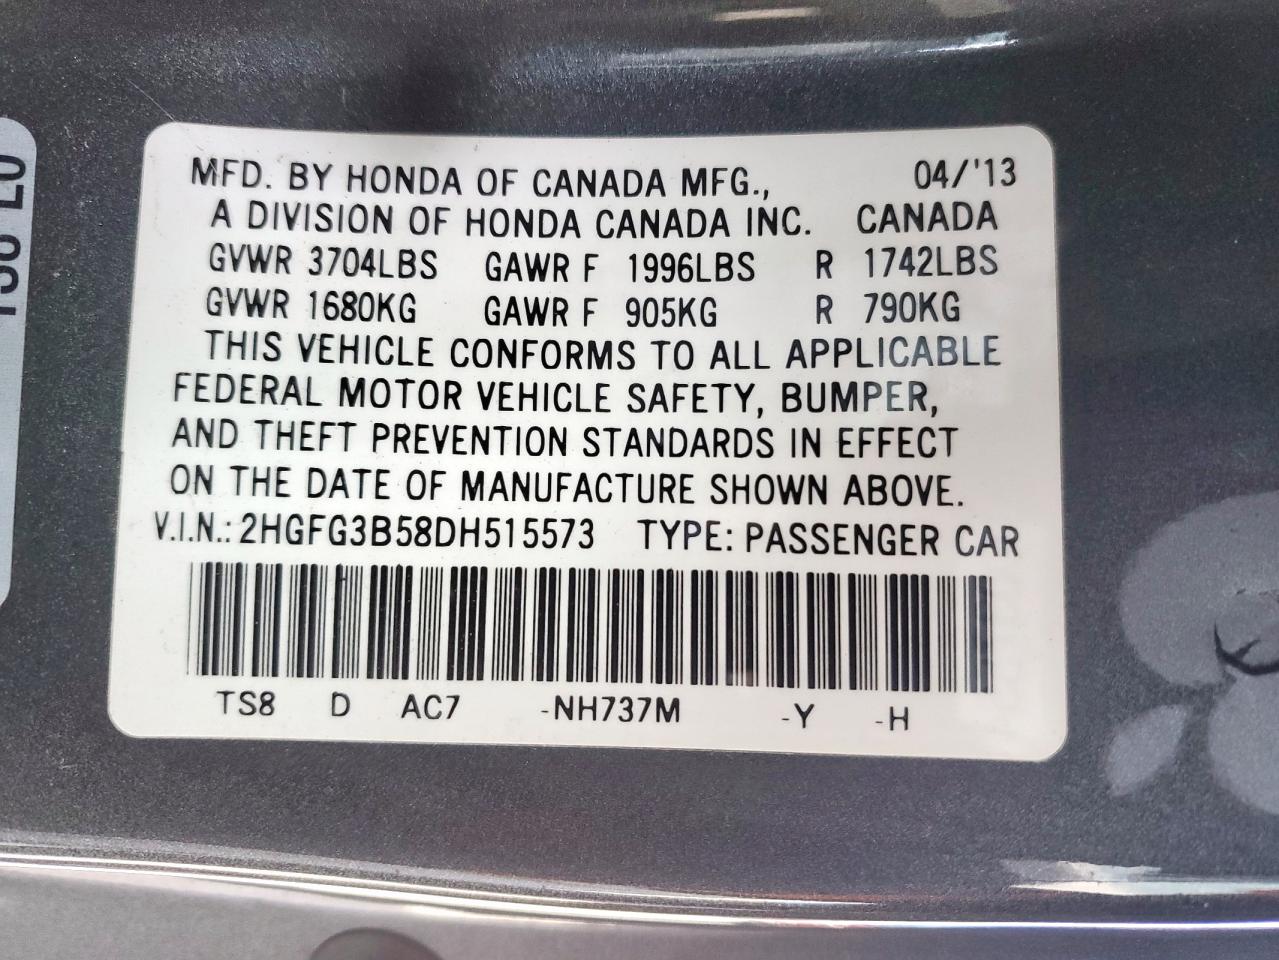 MFD. BY HONDA OF CANADA MFG., 04/'13
A DIVISION OF HONDA CANADA INC. CANADA
GVWR 3704LBS GAWR F 1996LBS R 1742LBS
GVWR 1680KG GAWR F 905KG R 790KG
THIS VEHICLE CONFORMS TO ALL APPLICABLE
FEDERAL MOTOR VEHICLE SAFETY, BUMPER,
AND THEFT PREVENTION STANDARDS IN EFFECT
ON THE DATE OF MANUFACTURE SHOWN ABOVE.
V.I.N.: 2HGFG3B58DH515573 TYPE: PASSENGER CAR
TS8 D AC7 -NH737M -Y -H